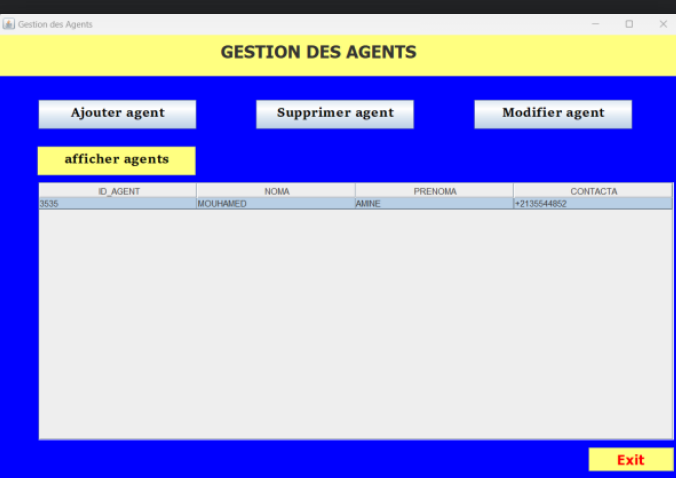 Gestion des Agents
GESTION DES AGENTS
Ajouter agent Supprimer agent Modifier agent
afficher agents
ID_AGENT NOMA PRENOMA CONTACTA
3535 MOUHAMED AMINE +2135544852
Exit